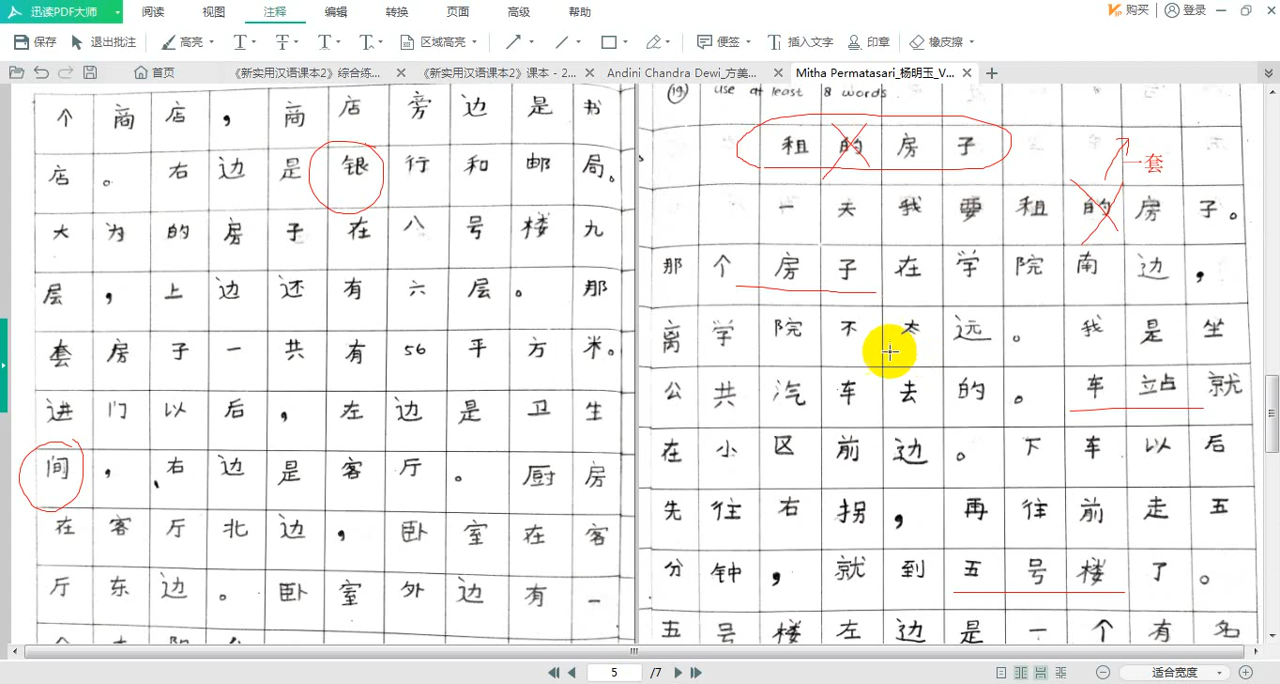 迅读PDF大师 阅读 视图 注释 编辑 转换 页面 高级 帮助 购买 登录
保存 退出批注 高亮 区域高亮 便签 插入文字 印章 橡皮擦
首页 《新实用汉语课本2》综合练... 《新实用汉语课本2》课本 - 2... Andini Chandra Dewi_方美... Mitha Permatasari_杨明玉_V...
个商店，商店旁边是书
店。右边是银行和邮局。
大为的房子在八号楼九
层，上边还有六层。那
套房子一共有56平方米。
进门以后，左边是卫生
间，右边是客厅。厨房
在客厅北边，卧室在客
厅东边。卧室外边有一
(19) use at least 8 words
租的房子
一套
一天我要租的房子。
那个房子在学院南边，
离学院不太远。我是坐
公共汽车去的。车站就
在小区前边。下车以后
先往右拐，再往前走五
分钟，就到五号楼了。
五号楼左边是一个有名
5 /7 适合宽度